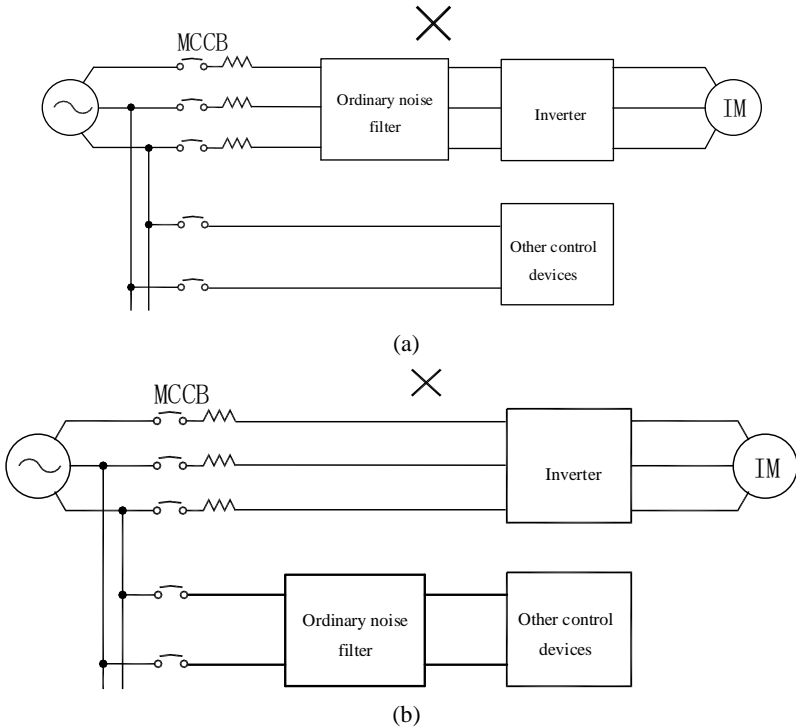 MCCB
Ordinary noise
filter
Inverter
IM
Other control
devices
(a)
MCCB
Inverter
IM
Ordinary noise
filter
Other control
devices
(b)